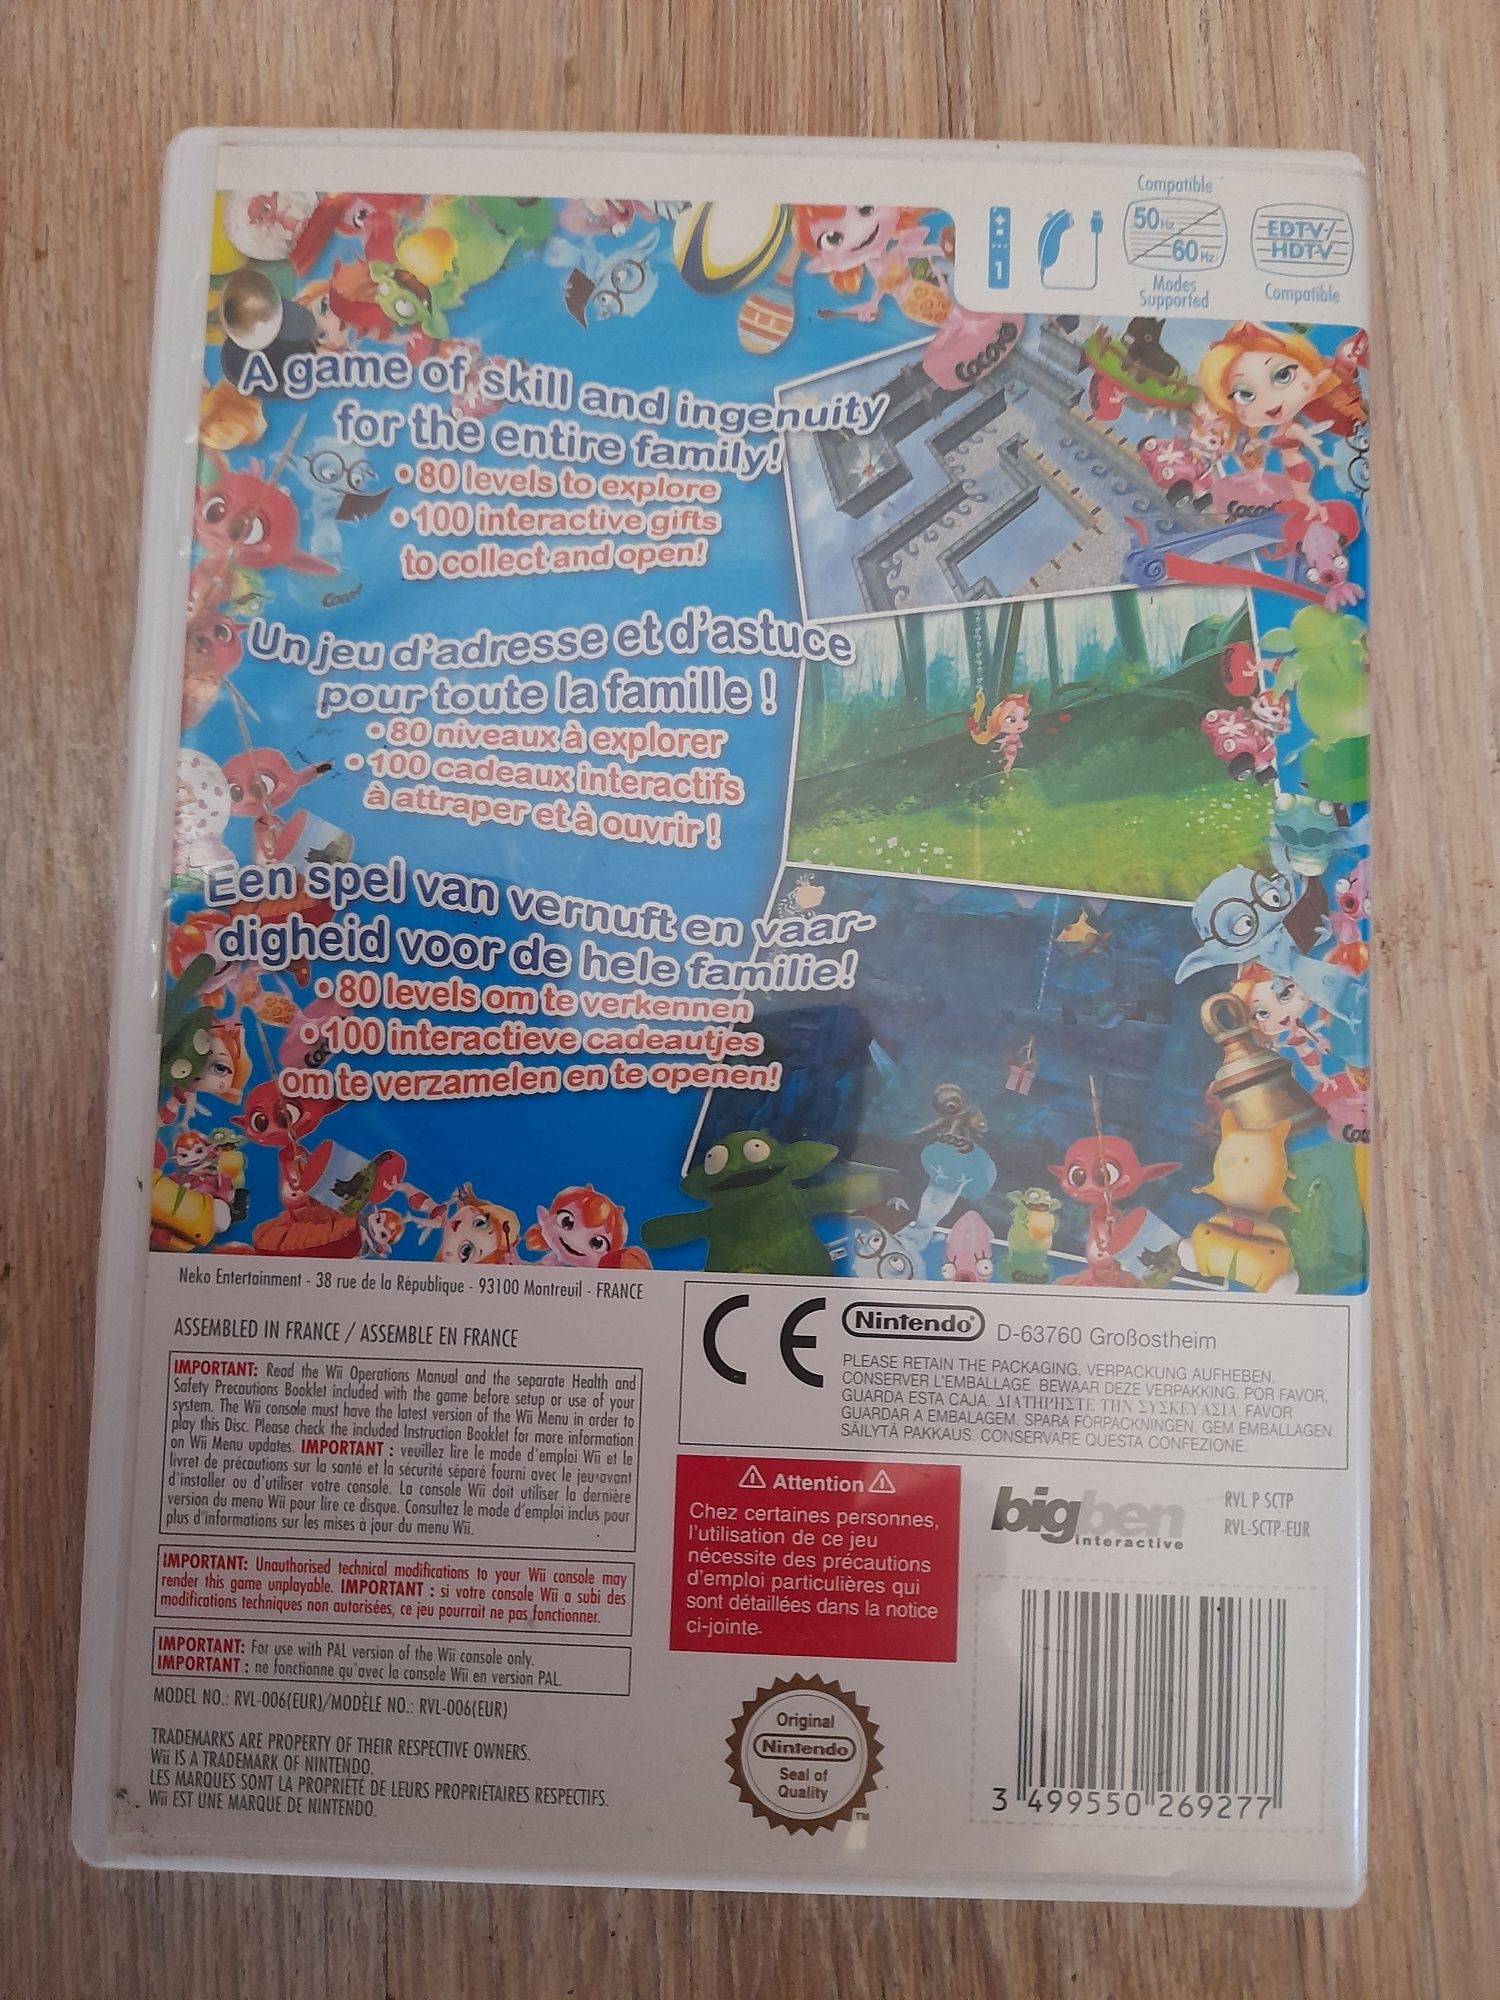 Compatible
50Hz
60Hz
Modes
Supported
EDTV/
HDTV
Compatible
1
A game of skill and ingenuity
for the entire family!
• 80 levels to explore
• 100 interactive gifts
to collect and open!
Un jeu d'adresse et d'astuce
pour toute la famille !
• 80 niveaux à explorer
• 100 cadeaux interactifs
à attraper et à ouvrir !
Een spel van vernuft en vaar-
digheid voor de hele familie!
• 80 levels om te verkennen
• 100 interactieve cadeautjes
om te verzamelen en te openen!
Neko Entertainment - 38 rue de la République - 93100 Montreuil - FRANCE
ASSEMBLED IN FRANCE / ASSEMBLE EN FRANCE
IMPORTANT: Read the Wii Operations Manual and the separate Health and
Safety Precautions Booklet included with the game before setup or use of your
system. The Wii console must have the latest version of the Wii Menu in order to
play this Disc. Please check the included Instruction Booklet for more information
on Wii Menu updates. IMPORTANT : veuillez lire le mode d'emploi Wii et le
livret de précautions sur la santé et la sécurité séparé fourni avec le jeu avant
d'installer ou d'utiliser votre console. La console Wii doit utiliser la dernière
version du menu Wii pour lire ce disque. Consultez le mode d'emploi inclus pour
plus d'informations sur les mises à jour du menu Wii.
IMPORTANT: Unauthorised technical modifications to your Wii console may
render this game unplayable. IMPORTANT : si votre console Wii a subi des
modifications techniques non autorisées, ce jeu pourrait ne pas fonctionner.
IMPORTANT: For use with PAL version of the Wii console only.
IMPORTANT : ne fonctionne qu'avec la console Wii en version PAL.
MODEL NO.: RVL-006(EUR)/MODÈLE NO.: RVL-006(EUR)
TRADEMARKS ARE PROPERTY OF THEIR RESPECTIVE OWNERS.
Wii IS A TRADEMARK OF NINTENDO.
LES MARQUES SONT LA PROPRIÉTÉ DE LEURS PROPRIÉTAIRES RESPECTIFS.
Wii EST UNE MARQUE DE NINTENDO.
CE
Nintendo® D-63760 Großostheim
PLEASE RETAIN THE PACKAGING. VERPACKUNG AUFHEBEN.
CONSERVER L'EMBALLAGE. BEWAAR DEZE VERPAKKING. POR FAVOR,
GUARDA ESTA CAJA. ΔΙΑΤΗΡΗΣΤΕ ΤΗΝ ΣΥΣΚΕΥΑΣΙΑ. FAVOR
GUARDAR A EMBALAGEM. SPARA FÖRPACKNINGEN. GEM EMBALLAGEN.
SÄILYTÄ PAKKAUS. CONSERVARE QUESTA CONFEZIONE.
⚠ Attention ⚠
Chez certaines personnes,
l'utilisation de ce jeu
nécessite des précautions
d'emploi particulières qui
sont détaillées dans la notice
ci-jointe.
bigben
interactive
RVL P SCTP
RVL-SCTP-EUR
Original
Nintendo
Seal of
Quality
TM
3 499550 269277